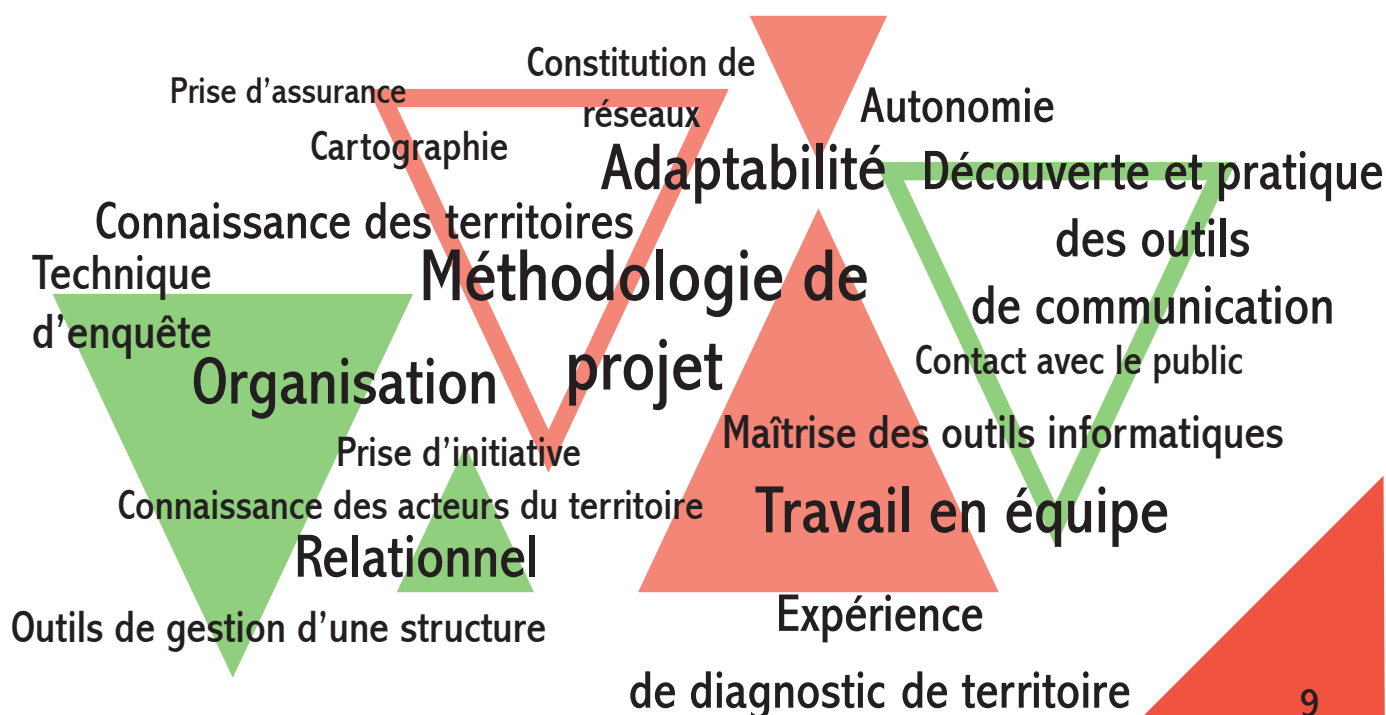 Constitution de
réseaux
Prise d’assurance
Autonomie
Cartographie
Adaptabilité
Découverte et pratique
des outils
de communication
Connaissance des territoires
Technique
d’enquête
Méthodologie de
projet
Contact avec le public
Organisation
Maîtrise des outils informatiques
Prise d’initiative
Connaissance des acteurs du territoire
Travail en équipe
Relationnel
Expérience
de diagnostic de territoire
Outils de gestion d’une structure
9